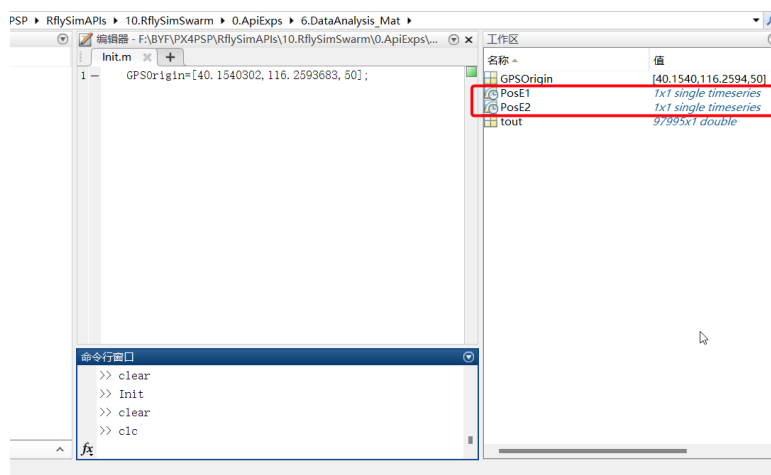 PSP ▸ RflySimAPIs ▸ 10.RflySimSwarm ▸ 0.ApiExps ▸ 6.DataAnalysis_Mat ▸
编辑器 - F:\BYF\PX4PSP\RflySimAPIs\10.RflySimSwarm\0.ApiExps\...
Init.m
1 GPSOrigin=[40.1540302,116.2593683,50];
工作区
名称 值
GPSOrigin [40.1540,116.2594,50]
PosE1 1x1 single timeseries
PosE2 1x1 single timeseries
tout 97995x1 double
命令行窗口
>> clear
>> Init
>> clear
>> clc
fx